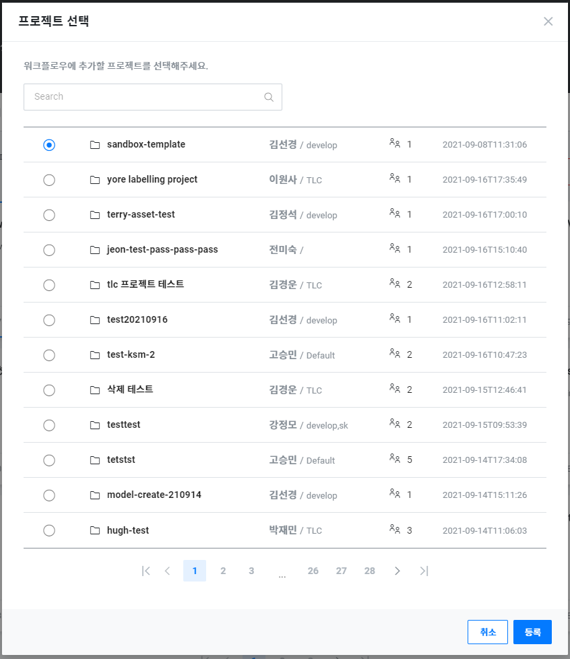 프로젝트 선택
워크플로우에 추가할 프로젝트를 선택해주세요.
Search
sandbox-template 김선경 / develop 1 2021-09-08T11:31:06
yore labelling project 이원사 / TLC 1 2021-09-16T17:35:49
terry-asset-test 김정석 / develop 1 2021-09-16T17:00:10
jeon-test-pass-pass-pass 전미숙 / 1 2021-09-16T15:10:40
tlc 프로젝트 테스트 김경운 / TLC 2 2021-09-16T12:58:11
test20210916 김선경 / develop 1 2021-09-16T11:02:11
test-ksm-2 고승민 / Default 2 2021-09-16T10:47:23
삭제 테스트 김경운 / TLC 2 2021-09-15T12:46:41
testtest 강정모 / develop,sk 2 2021-09-15T09:53:39
tetstst 고승민 / Default 5 2021-09-14T17:34:08
model-create-210914 김선경 / develop 1 2021-09-14T15:11:26
hugh-test 박재민 / TLC 3 2021-09-14T11:06:03
1 2 3 ... 26 27 28
취소 등록